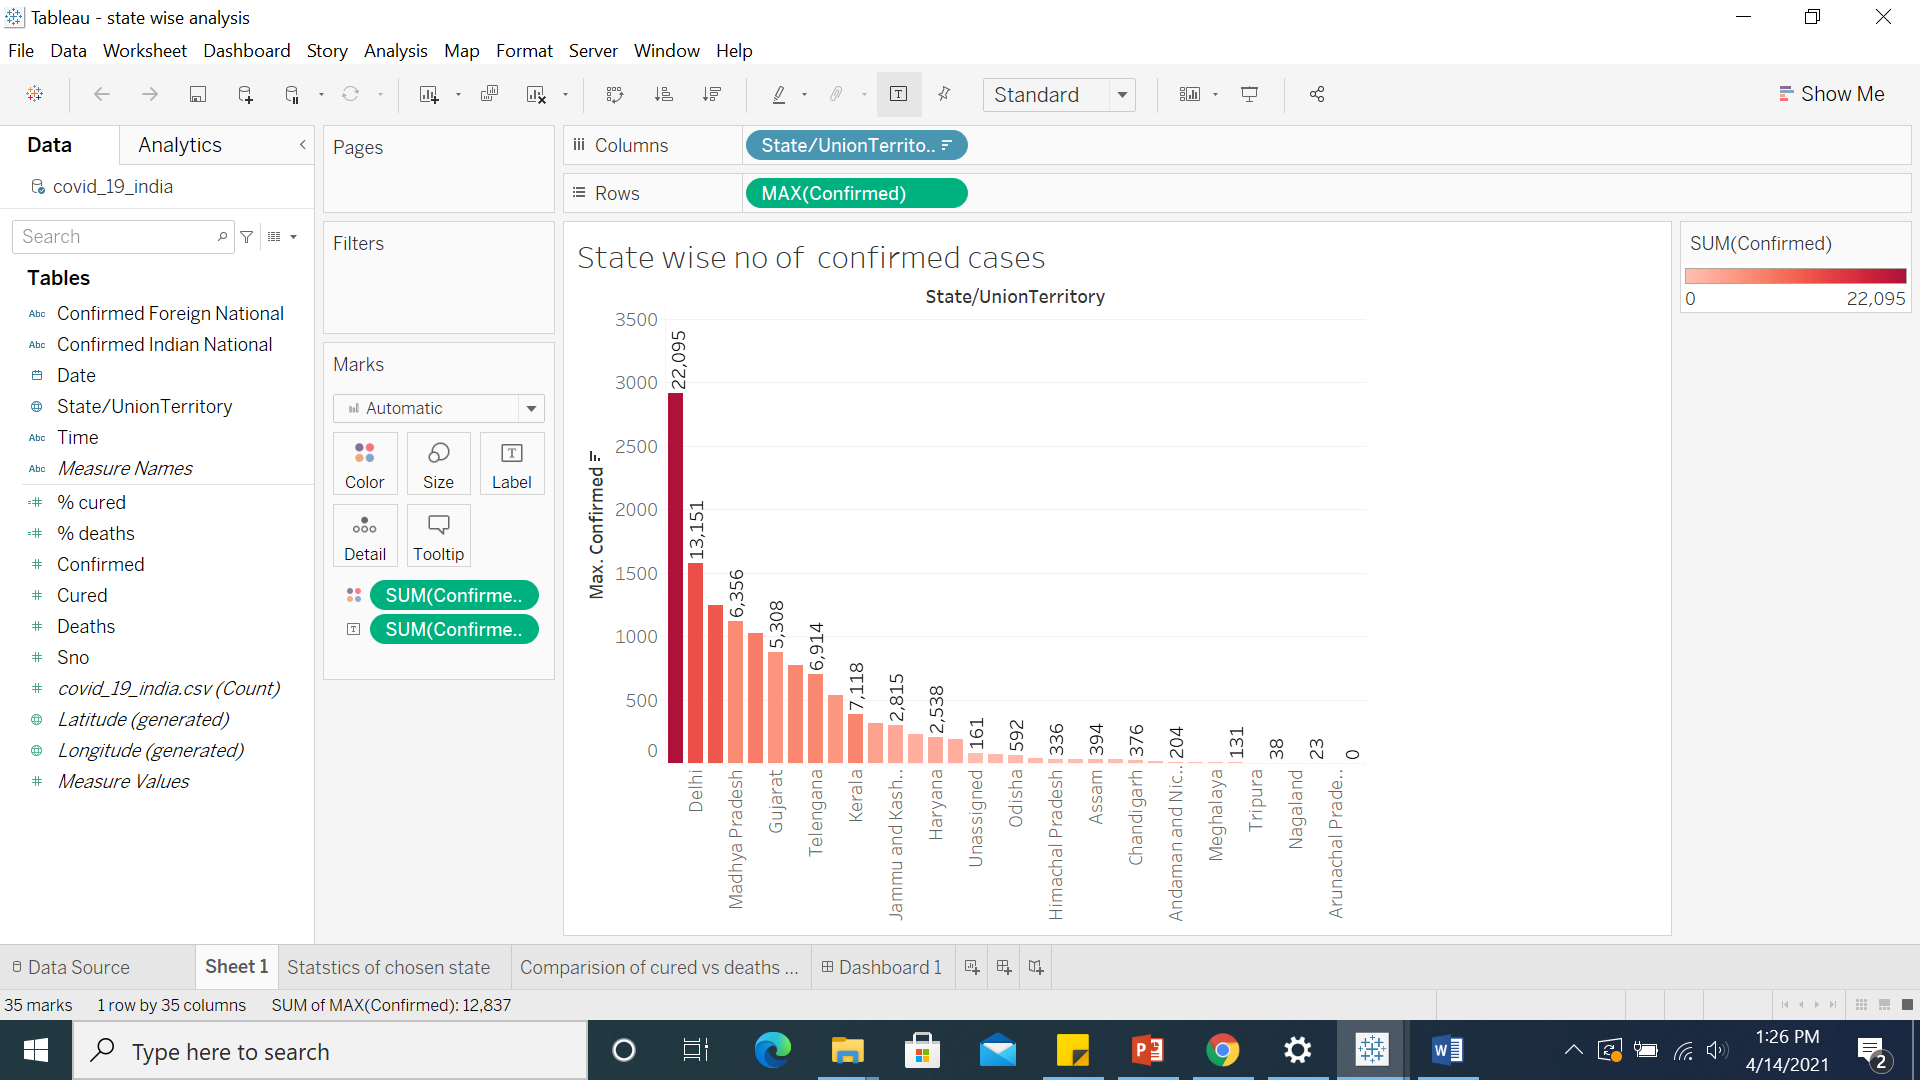 Tableau - state wise analysis
File Data Worksheet Dashboard Story Analysis Map Format Server Window Help
Standard
Show Me
Data Analytics
covid_19_india
Search
Tables
Abc Confirmed Foreign National
Abc Confirmed Indian National
Date
State/UnionTerritory
Abc Time
Abc Measure Names
% cured
% deaths
Confirmed
Cured
Deaths
Sno
covid_19_india.csv (Count)
Latitude (generated)
Longitude (generated)
Measure Values
Pages
Filters
Marks
Automatic
Color Size Label
Detail Tooltip
SUM(Confirme..
SUM(Confirme..
Columns State/UnionTerrito..
Rows MAX(Confirmed)
State wise no of  confirmed cases
State/UnionTerritory
Max. Confirmed
3500
3000
2500
2000
1500
1000
500
0
22,095
13,151
6,356
5,308
6,914
7,118
2,815
2,538
161
592
336
394
376
204
131
38
23
0
Delhi
Madhya Pradesh
Gujarat
Telengana
Kerala
Jammu and Kash..
Haryana
Unassigned
Odisha
Himachal Pradesh
Assam
Chandigarh
Andaman and Nic..
Meghalaya
Tripura
Nagaland
Arunachal Prade..
SUM(Confirmed)
0 22,095
Data Source Sheet 1 Statstics of chosen state Comparision of cured vs deaths ... Dashboard 1
35 marks 1 row by 35 columns SUM of MAX(Confirmed): 12,837
Type here to search
1:26 PM
4/14/2021
2